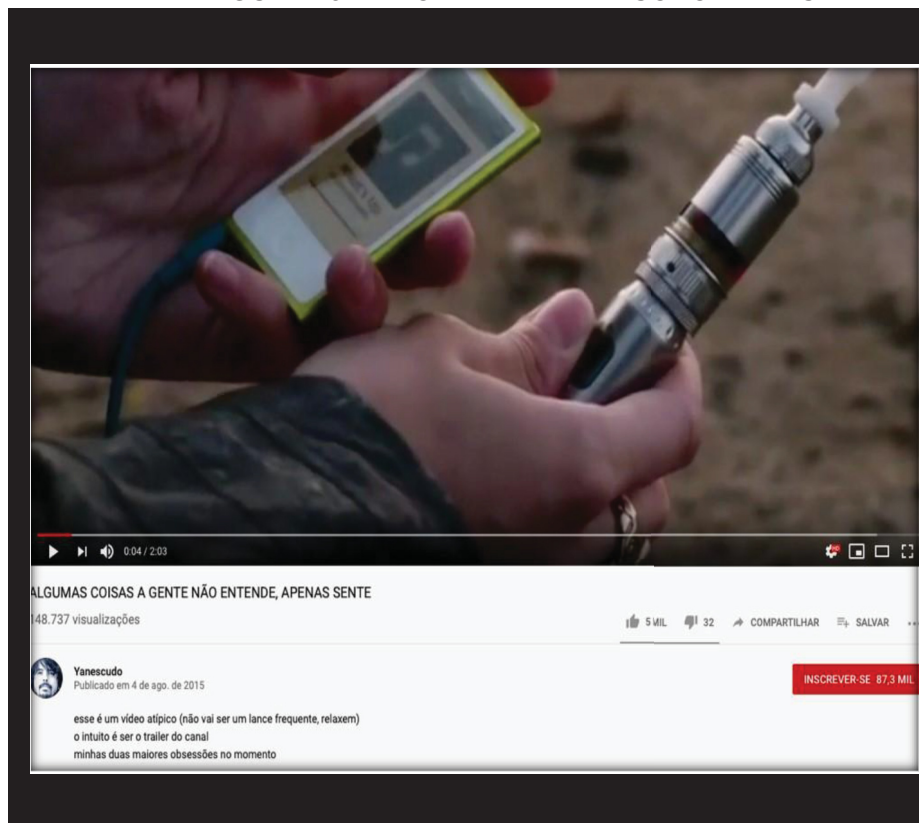 0:04 / 2:03
ALGUMAS COISAS A GENTE NÃO ENTENDE, APENAS SENTE
148.737 visualizações
5 MIL 32 COMPARTILHAR SALVAR
Yanescudo
Publicado em 4 de ago. de 2015
INSCREVER-SE 87,3 MIL
esse é um vídeo atípico (não vai ser um lance frequente, relaxem)
o intuito é ser o trailer do canal
minhas duas maiores obsessões no momento